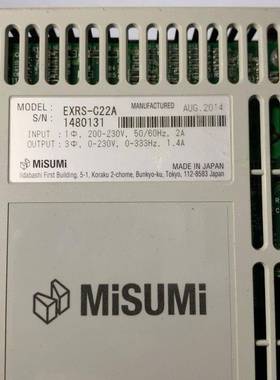 MODEL: EXRS-C22A MANUFACTURED AUG.2014
S/N: 1480131
INPUT : 1Φ, 200-230V, 50/60Hz, 2A
OUTPUT : 3Φ, 0-230V, 0-333Hz, 1.4A
MiSUMi MADE IN JAPAN
Iidabashi First Building, 5-1, Koraku 2-chome, Bunkyo-ku, Tokyo, 112-8583 Japan
MiSUMi